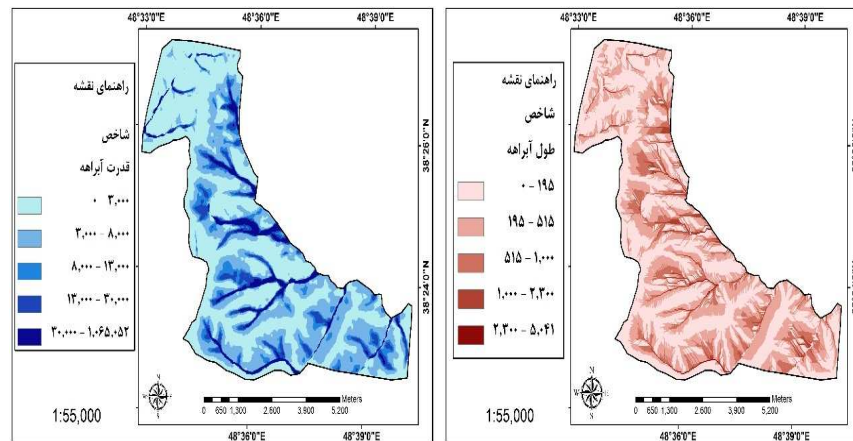 48°33'0"E 48°36'0"E 48°39'0"E
راهنمای نقشه
شاخص
قدرت آبراهه
۰ - ۳,۰۰۰
۳,۰۰۰ - ۸,۰۰۰
۸,۰۰۰ - ۱۳,۰۰۰
۱۳,۰۰۰ - ۳۰,۰۰۰
۳۰,۰۰۰ - ۱,۰۶۵,۰۵۲
38°26'0"N
38°24'0"N
N
W
S
Meters
0 650 1,300 2,600 3,900 5,200
1:55,000
48°36'0"E 48°39'0"E
48°33'0"E 48°36'0"E 48°39'0"E
راهنمای نقشه
شاخص
طول آبراهه
۰ - ۱۹۵
۱۹۵ - ۵۱۵
۵۱۵ - ۱,۰۰۰
۱,۰۰۰ - ۲,۳۰۰
۲,۳۰۰ - ۵,۰۴۱
N
S
Meters
0 650 1,300 2,600 3,900 5,200
1:55,000
48°36'0"E 48°39'0"E